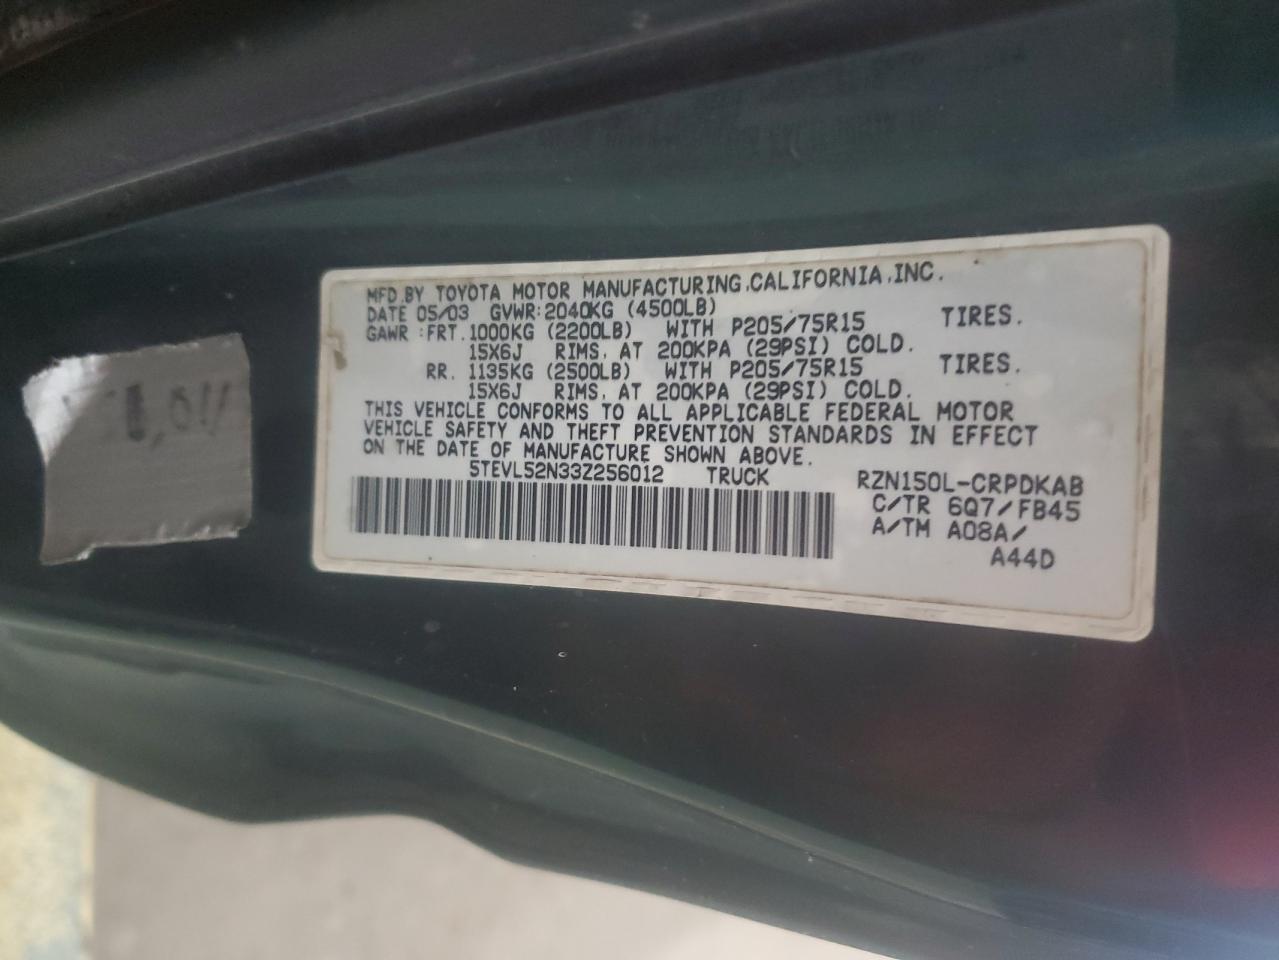 MFD. BY TOYOTA MOTOR MANUFACTURING, CALIFORNIA, INC.
DATE 05/03 GVWR: 2040KG (4500LB)
GAWR : FRT. 1000KG (2200LB) WITH P205/75R15 TIRES.
15X6J RIMS, AT 200KPA (29PSI) COLD.
RR. 1135KG (2500LB) WITH P205/75R15 TIRES.
15X6J RIMS, AT 200KPA (29PSI) COLD.
THIS VEHICLE CONFORMS TO ALL APPLICABLE FEDERAL MOTOR
VEHICLE SAFETY AND THEFT PREVENTION STANDARDS IN EFFECT
ON THE DATE OF MANUFACTURE SHOWN ABOVE.
5TEVL52N33Z256012 TRUCK
RZN150L-CRPDKAB
C/TR 6Q7/FB45
A/TM A08A/
A44D